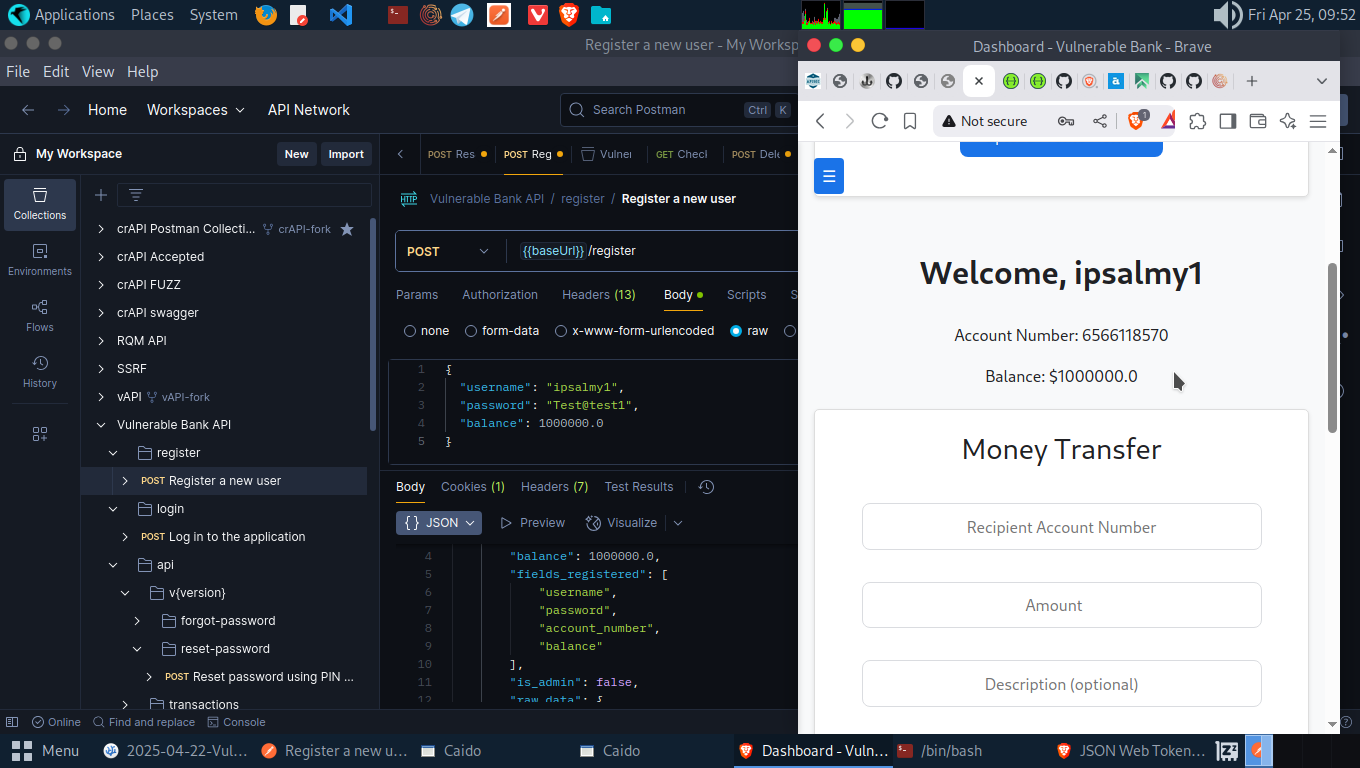 Applications Places System
Fri Apr 25, 09:52
Register a new user - My Worksp
File Edit View Help
Home Workspaces API Network
Search Postman Ctrl K
My Workspace New Import
POST Res POST Reg Vulner GET Checl POST Del
Collections
Environments
Flows
History
crAPI Postman Collecti... crAPI-fork
crAPI Accepted
crAPI FUZZ
crAPI swagger
RQM API
SSRF
vAPI vAPI-fork
Vulnerable Bank API
register
POST Register a new user
login
POST Log in to the application
api
v{version}
forgot-password
reset-password
POST Reset password using PIN ...
transactions
Vulnerable Bank API / register / Register a new user
POST {{baseUrl}} /register
Params Authorization Headers (13) Body Scripts S
none form-data x-www-form-urlencoded raw
1 {
2 "username": "ipsalmy1",
3 "password": "Test@test1",
4 "balance": 1000000.0
5 }
Body Cookies (1) Headers (7) Test Results
{ } JSON Preview Visualize
4 "balance": 1000000.0,
5 "fields_registered": [
6 "username",
7 "password",
8 "account_number",
9 "balance"
10 ],
11 "is_admin": false,
12 "raw_data": {
Online Find and replace Console
Dashboard - Vulnerable Bank - Brave
Not secure 1
Welcome, ipsalmy1
Account Number: 6566118570
Balance: $1000000.0
Money Transfer
Recipient Account Number
Amount
Description (optional)
Menu 2025-04-22-Vul... Register a new u... Caido Caido Dashboard - Vuln... /bin/bash JSON Web Token...